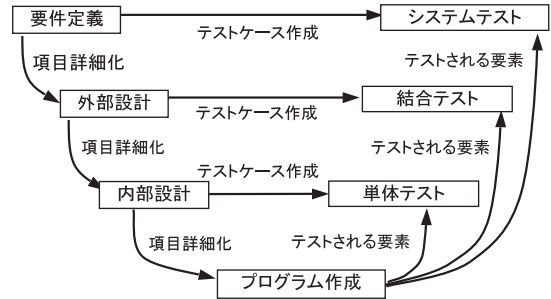 要件定義
システムテスト
テストケース作成
項目詳細化
テストされる要素
外部設計
結合テスト
テストケース作成
項目詳細化
テストされる要素
テストケース作成
内部設計
単体テスト
項目詳細化
テストされる要素
プログラム作成